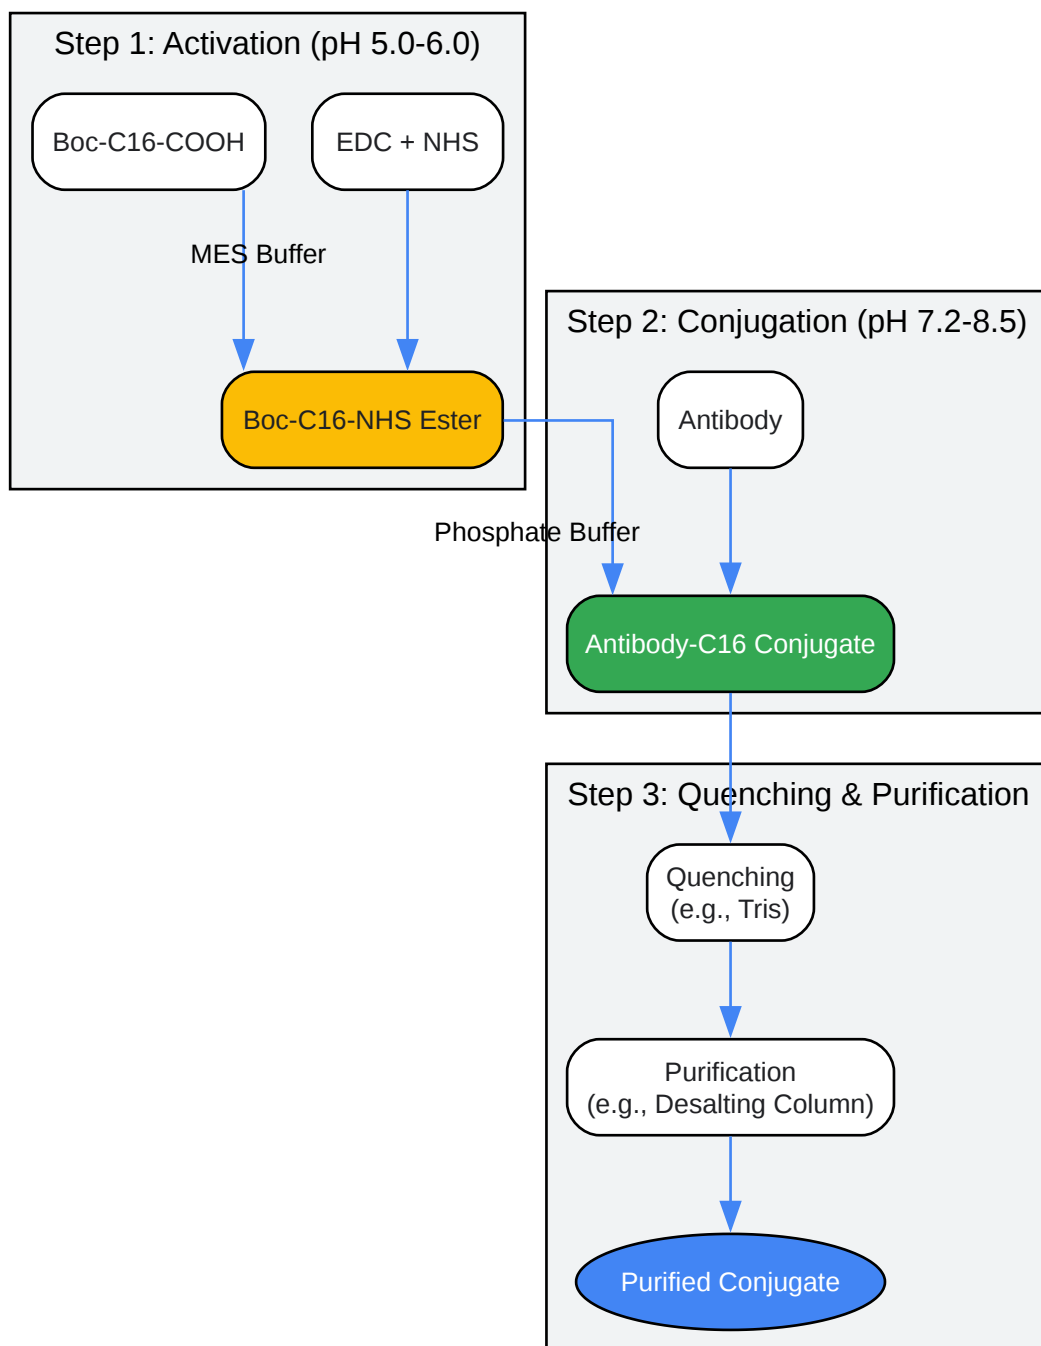 Step 1: Activation (pH 5.0-6.0)
Boc-C16-COOH
EDC + NHS
MES Buffer
Boc-C16-NHS Ester
Step 2: Conjugation (pH 7.2-8.5)
Antibody
Phosphate Buffer
Antibody-C16 Conjugate
Step 3: Quenching & Purification
Quenching
(e.g., Tris)
Purification
(e.g., Desalting Column)
Purified Conjugate